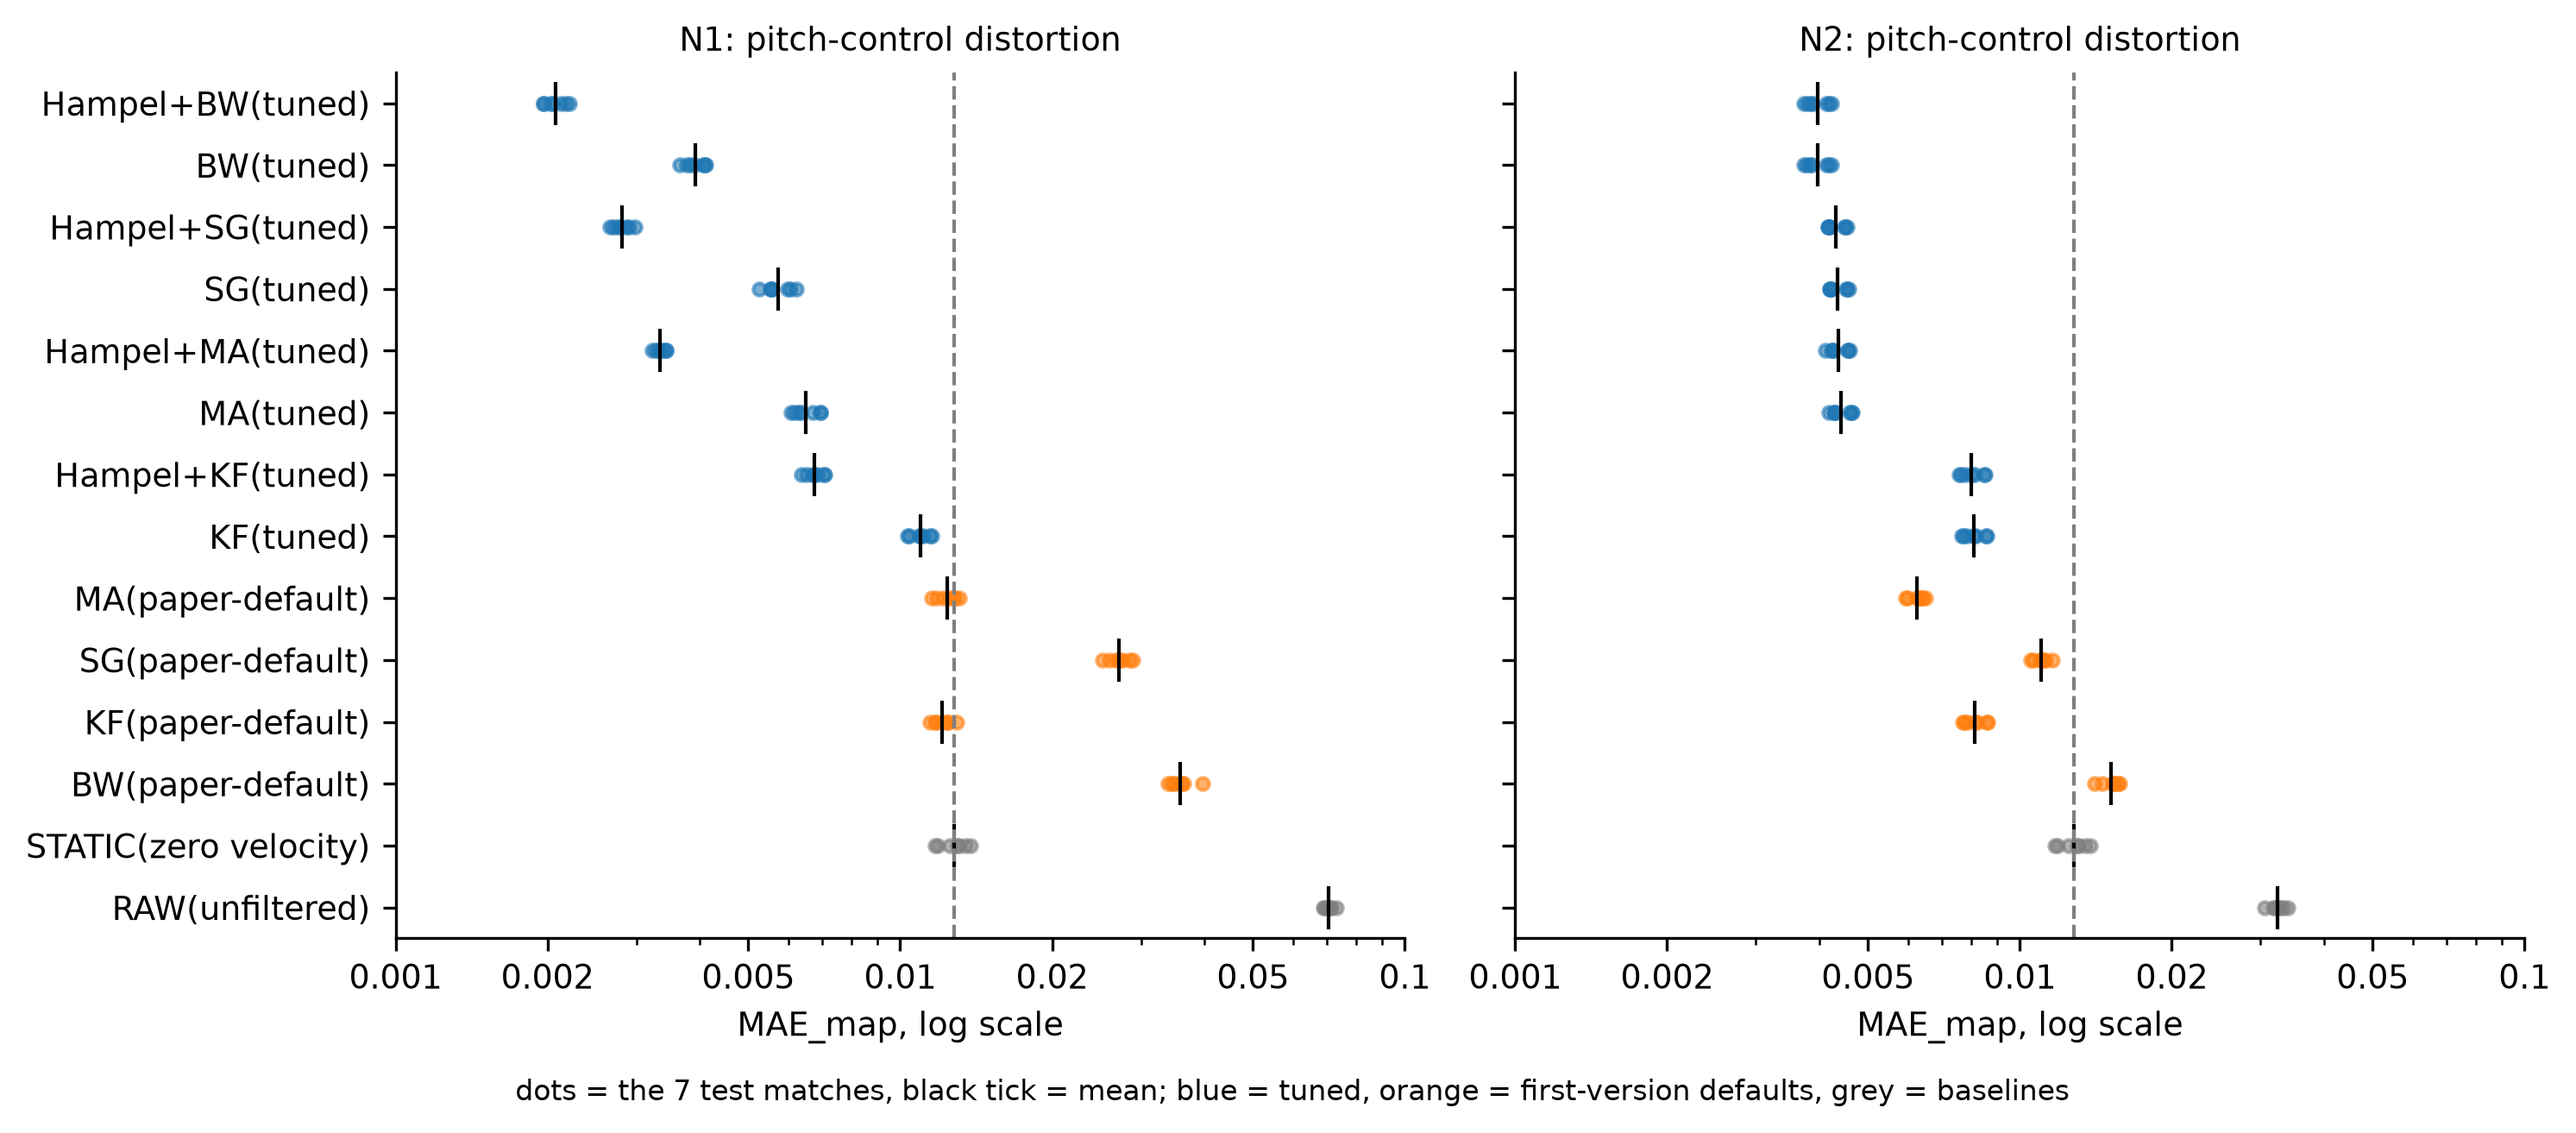 N1: pitch-control distortion
N2: pitch-control distortion
Hampel+BW(tuned)
BW(tuned)
Hampel+SG(tuned)
SG(tuned)
Hampel+MA(tuned)
MA(tuned)
Hampel+KF(tuned)
KF(tuned)
MA(paper-default)
SG(paper-default)
KF(paper-default)
BW(paper-default)
STATIC(zero velocity)
RAW(unfiltered)
0.001 0.002 0.005 0.01 0.02 0.05 0.1
0.001 0.002 0.005 0.01 0.02 0.05 0.1
MAE_map, log scale
MAE_map, log scale
dots = the 7 test matches, black tick = mean; blue = tuned, orange = first-version defaults, grey = baselines